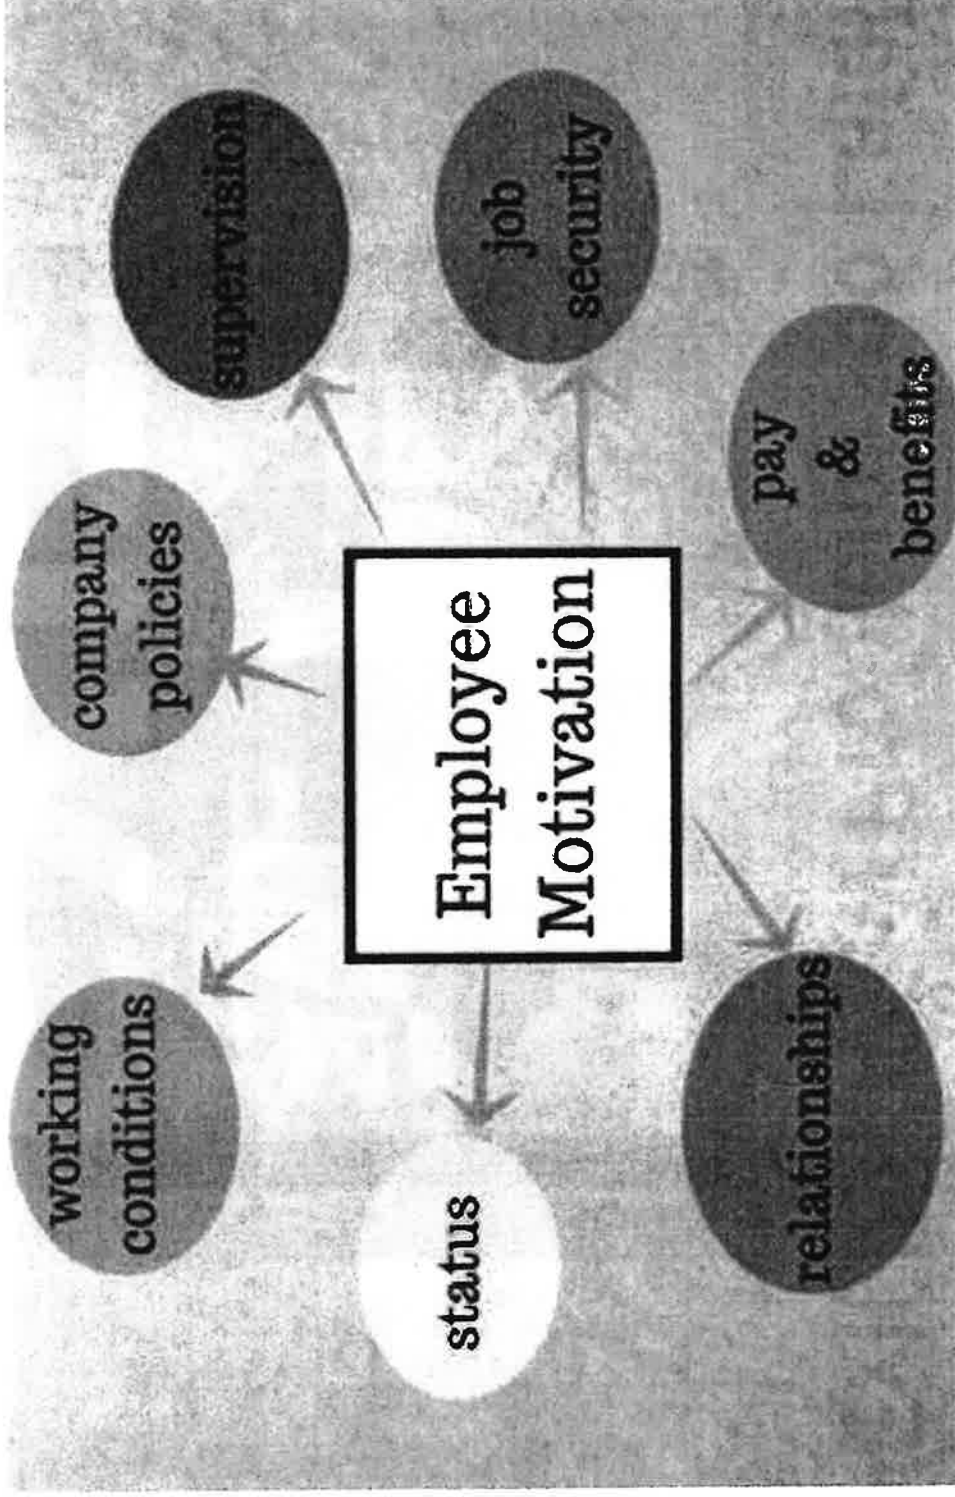 working
conditions
company
policies
supervision
status
Employee
Motivation
job
security
relationships
pay
&
benefits